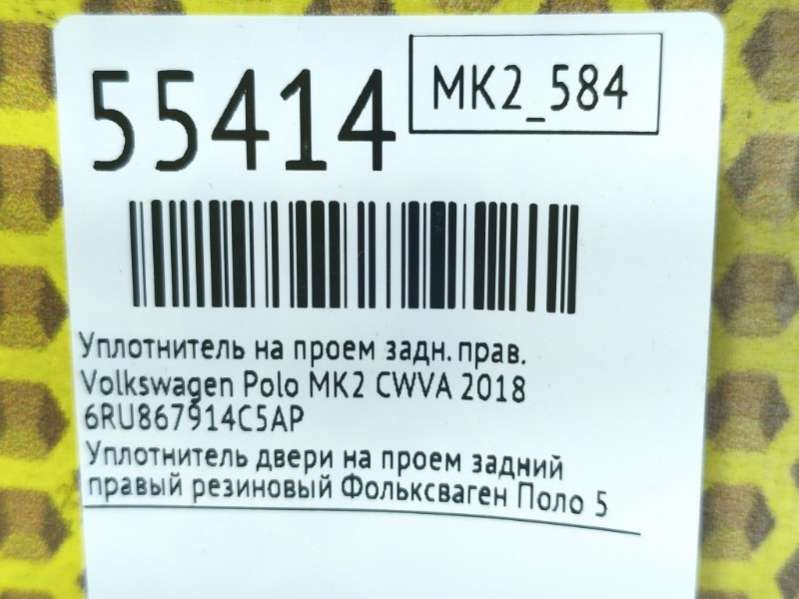 55414
MK2_584
Уплотнитель на проем задн. прав.
Volkswagen Polo MK2 CWVA 2018
6RU867914C5AP
Уплотнитель двери на проем задний
правый резиновый Фольксваген Поло 5